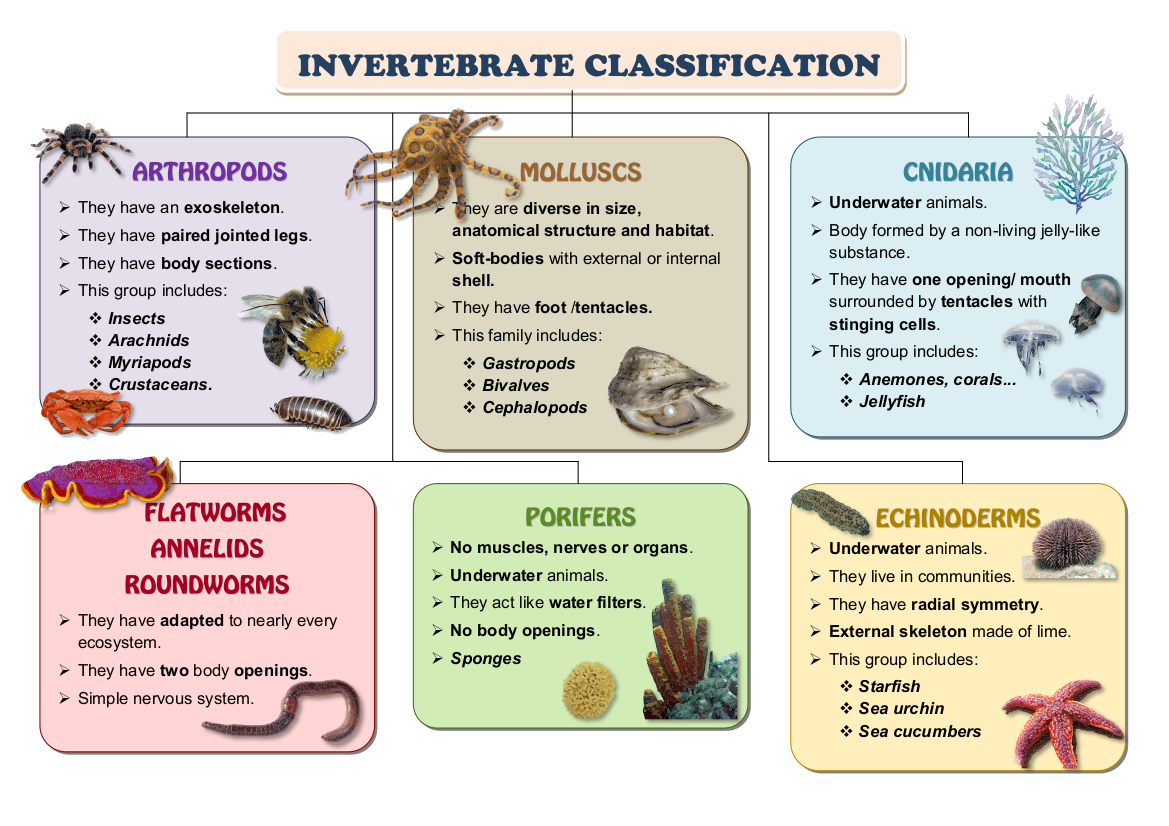 INVERTEBRATE CLASSIFICATION
ARTHROPODS
➢ They have an exoskeleton.
➢ They have paired jointed legs.
➢ They have body sections.
➢ This group includes:
❖ Insects
❖ Arachnids
❖ Myriapods
❖ Crustaceans.
MOLLUSCS
➢ They are diverse in size,
anatomical structure and habitat.
➢ Soft-bodies with external or internal
shell.
➢ They have foot /tentacles.
➢ This family includes:
❖ Gastropods
❖ Bivalves
❖ Cephalopods
CNIDARIA
➢ Underwater animals.
➢ Body formed by a non-living jelly-like
substance.
➢ They have one opening/ mouth
surrounded by tentacles with
stinging cells.
➢ This group includes:
❖ Anemones, corals...
❖ Jellyfish
FLATWORMS
ANNELIDS
ROUNDWORMS
➢ They have adapted to nearly every
ecosystem.
➢ They have two body openings.
➢ Simple nervous system.
PORIFERS
➢ No muscles, nerves or organs.
➢ Underwater animals.
➢ They act like water filters.
➢ No body openings.
➢ Sponges
ECHINODERMS
➢ Underwater animals.
➢ They live in communities.
➢ They have radial symmetry.
➢ External skeleton made of lime.
➢ This group includes:
❖ Starfish
❖ Sea urchin
❖ Sea cucumbers